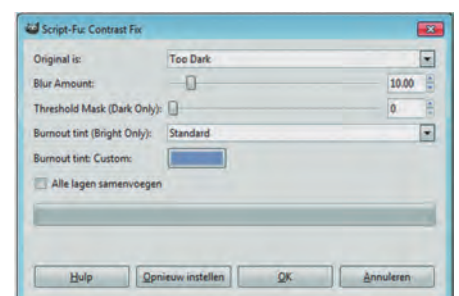 Script-Fu: Contrast Fix
Original is: Too Dark
Blur Amount: 10.00
Threshold Mask (Dark Only): 0
Burnout tint (Bright Only): Standard
Burnout tint: Custom:
Alle lagen samenvoegen
Hulp Opnieuw instellen OK Annuleren